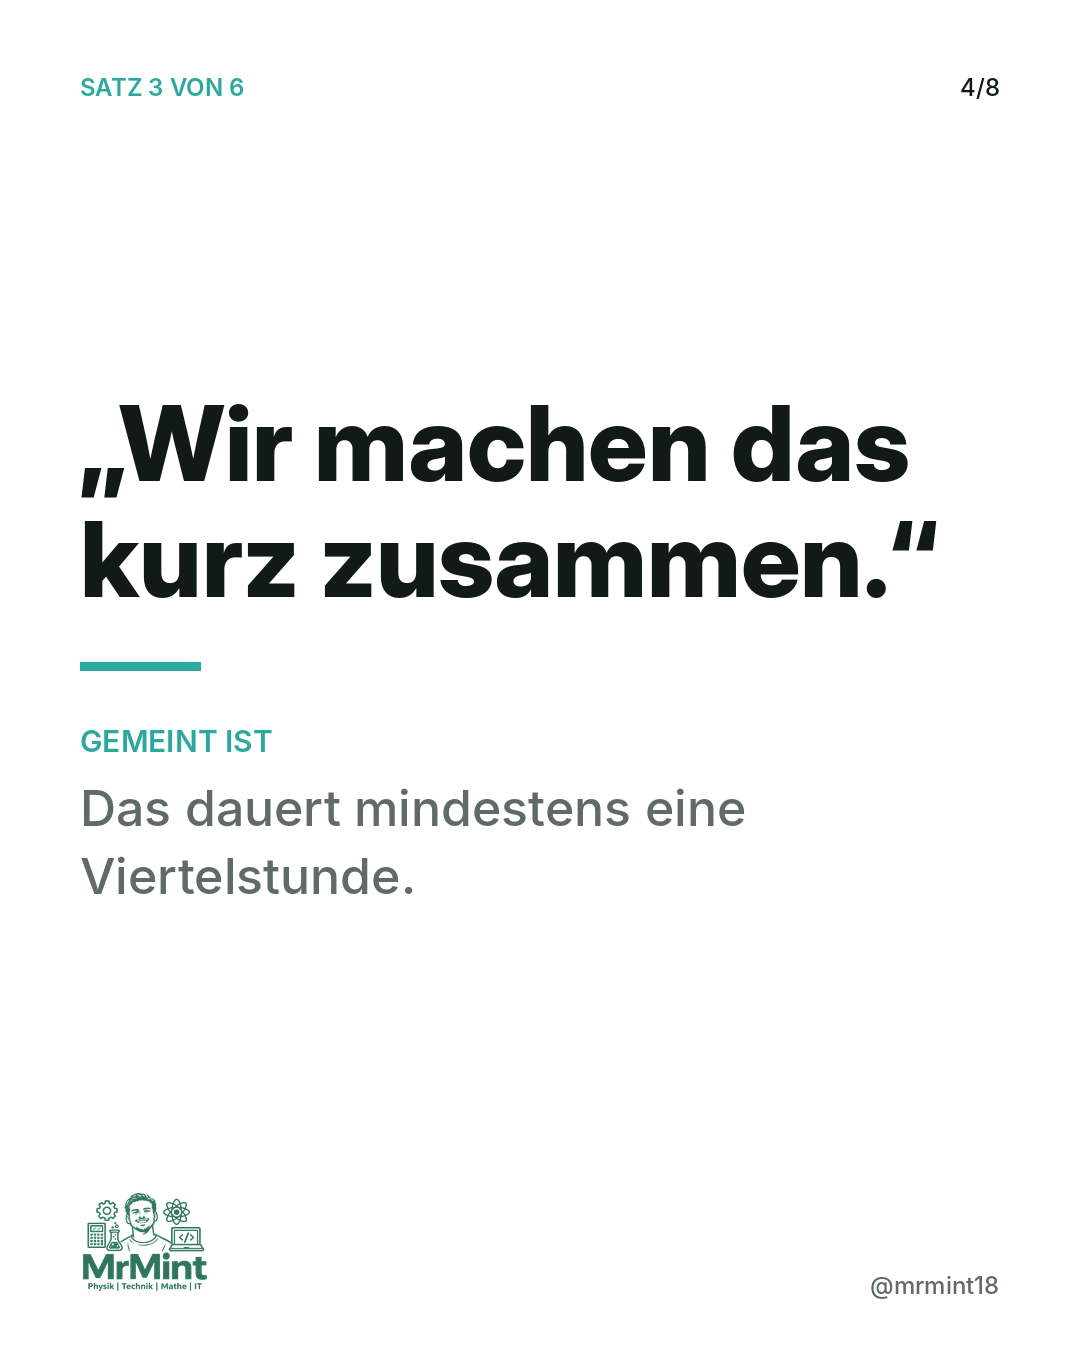 SATZ 3 VON 6
4/8
„Wir machen das
kurz zusammen.“
GEMEINT IST
Das dauert mindestens eine
Viertelstunde.
MrMint
Physik | Technik | Mathe | IT
@mrmint18